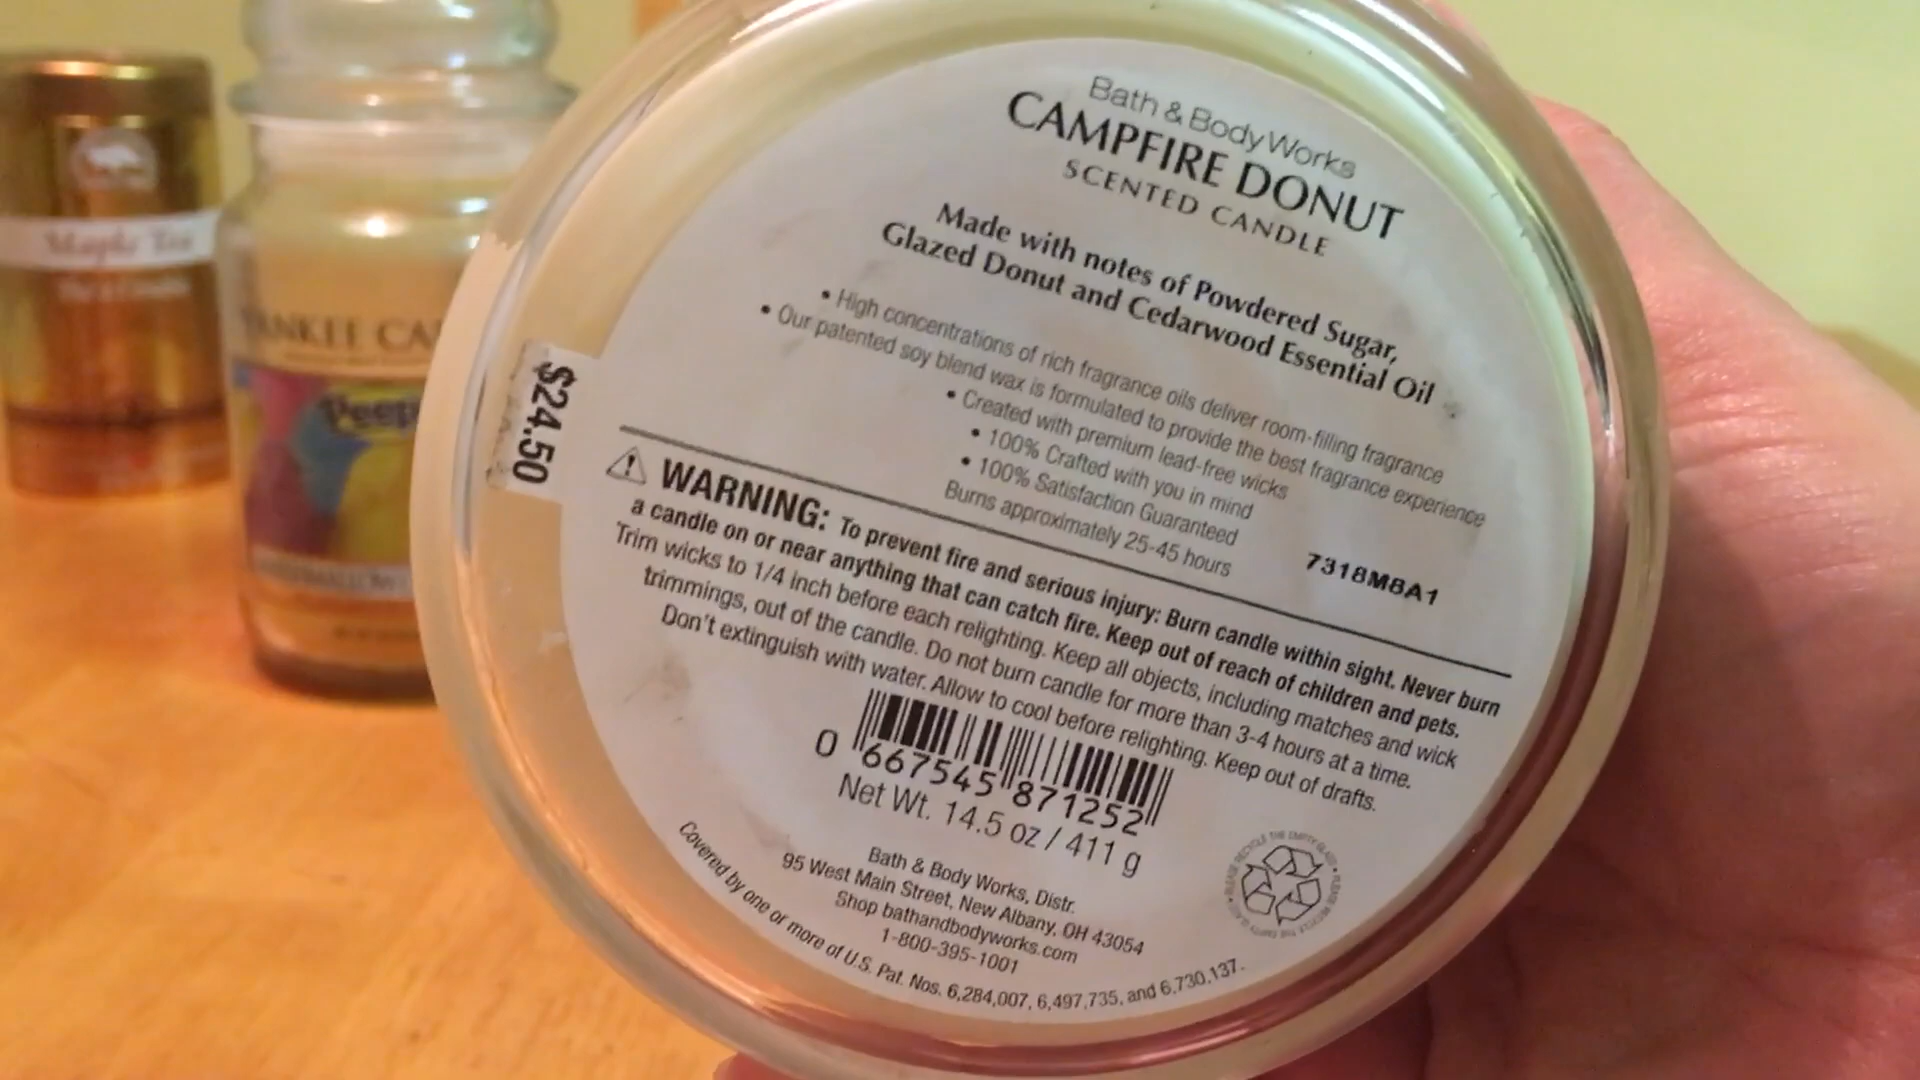 Bath & Body Works
CAMPFIRE DONUT
SCENTED CANDLE
Made with notes of Powdered Sugar,
Glazed Donut and Cedarwood Essential Oil
• High concentrations of rich fragrance oils deliver room-filling fragrance
• Our patented soy blend wax is formulated to provide the best fragrance experience
• Created with premium lead-free wicks
• 100% Crafted with you in mind
• 100% Satisfaction Guaranteed
Burns approximately 25-45 hours
7318M8A1
$24.50
WARNING: To prevent fire and serious injury: Burn candle within sight. Never burn
a candle on or near anything that can catch fire. Keep out of reach of children and pets.
Trim wicks to 1/4 inch before each relighting. Keep all objects, including matches and wick
trimmings, out of the candle. Do not burn candle for more than 3-4 hours at a time.
Don't extinguish with water. Allow to cool before relighting. Keep out of drafts.
0 667545 871252
Net Wt. 14.5 oz / 411 g
Bath & Body Works, Distr.
95 West Main Street, New Albany, OH 43054
Shop bathandbodyworks.com
1-800-395-1001
Covered by one or more of U.S. Pat. Nos. 6,284,007, 6,497,735, and 6,730,137.
PLEASE RECYCLE THE EMPTY GLASS • PLEASE RECYCLE THE EMPTY GLASS •
Maple Tea
YANKEE CA
Peep